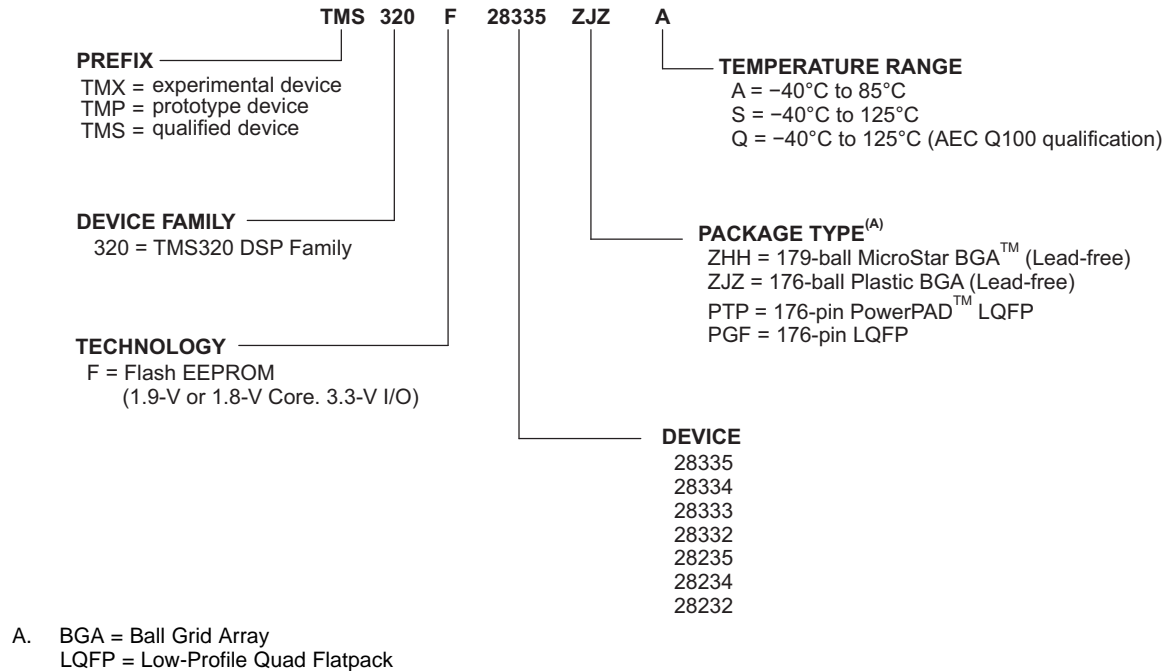 TMS 320 F 28335 ZJZ A
PREFIX
TMX = experimental device
TMP = prototype device
TMS = qualified device
TEMPERATURE RANGE
A = −40°C to 85°C
S = −40°C to 125°C
Q = −40°C to 125°C (AEC Q100 qualification)
DEVICE FAMILY
320 = TMS320 DSP Family
PACKAGE TYPE(A)
ZHH = 179-ball MicroStar BGA™ (Lead-free)
ZJZ = 176-ball Plastic BGA (Lead-free)
PTP = 176-pin PowerPAD™ LQFP
PGF = 176-pin LQFP
TECHNOLOGY
F = Flash EEPROM
(1.9-V or 1.8-V Core. 3.3-V I/O)
DEVICE
28335
28334
28333
28332
28235
28234
28232
A. BGA = Ball Grid Array
LQFP = Low-Profile Quad Flatpack